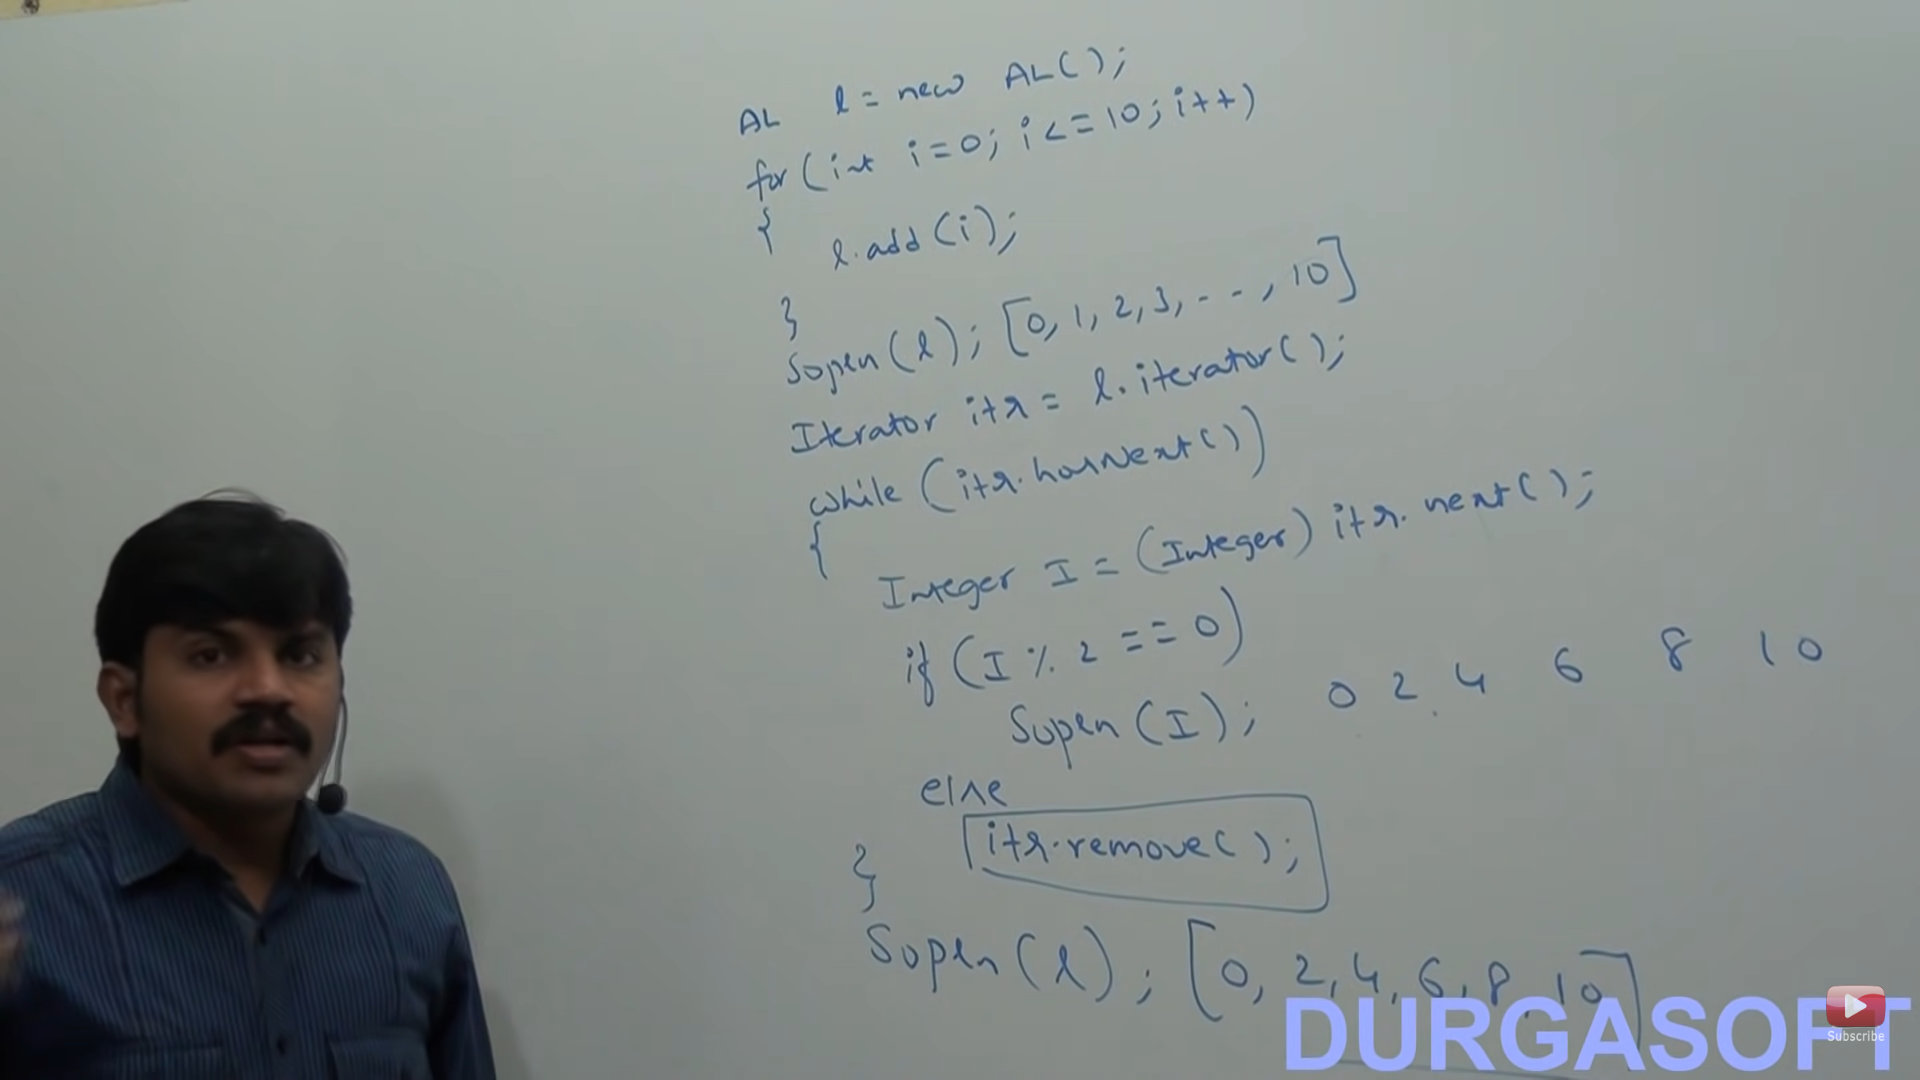 AL l = new AL();
for (int i=0; i<=10; i++)
{
l.add(i);
}
Sopln(l); [0, 1, 2, 3, - -, 10]
Iterator itr = l.iterator();
while (itr.hasNext())
{
Integer I = (Integer) itr.next();
if (I % 2 == 0)
Sopln(I); 0 2 4 6 8 10
else
itr.remove();
}
Sopln(l); [0, 2, 4, 6, 8, 10]
DURGASOFT
Subscribe